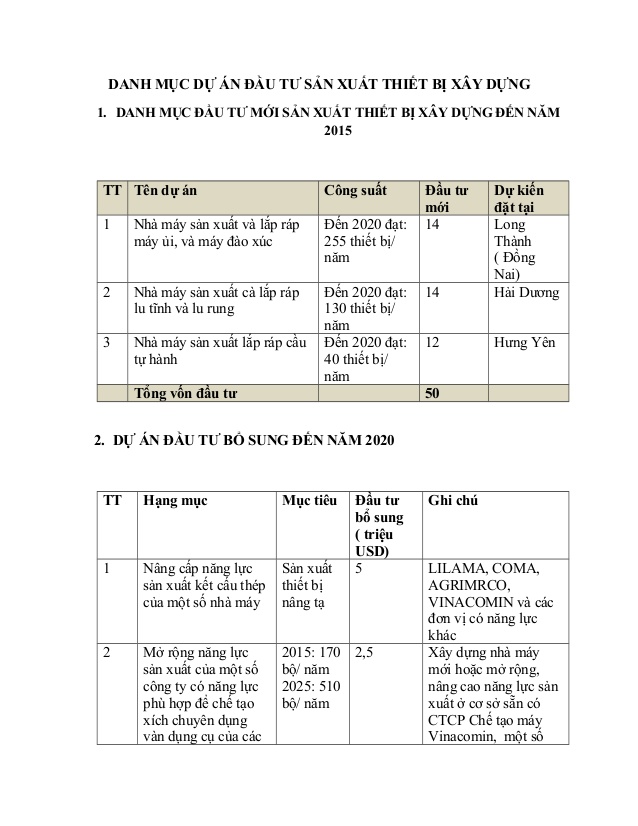 DANH MỤC DỰ ÁN ĐẦU TƯ SẢN XUẤT THIẾT BỊ XÂY DỰNG
1. DANH MỤC ĐẦU TƯ MỚI SẢN XUẤT THIẾT BỊ XÂY DỰNG ĐẾN NĂM
2015
TT Tên dự án Công suất Đầu tư Dự kiến
mới đặt tại
1 Nhà máy sản xuất và lắp ráp Đến 2020 đạt: 14 Long
máy ủi, và máy đào xúc 255 thiết bị/ Thành
năm ( Đồng
Nai)
2 Nhà máy sản xuất cả lắp ráp Đến 2020 đạt: 14 Hải Dương
lu tĩnh và lu rung 130 thiết bị/
năm
3 Nhà máy sản xuất lắp ráp cẩu Đến 2020 đạt: 12 Hưng Yên
tự hành 40 thiết bị/
năm
Tổng vốn đầu tư 50
2. DỰ ÁN ĐẦU TƯ BỔ SUNG ĐẾN NĂM 2020
TT Hạng mục Mục tiêu Đầu tư Ghi chú
bổ sung
( triệu
USD)
1 Nâng cấp năng lực Sản xuất 5 LILAMA, COMA,
sản xuất kết cấu thép thiết bị AGRIMRCO,
của một số nhà máy nâng tạ VINACOMIN và các
đơn vị có năng lực
khác
2 Mở rộng năng lực 2015: 170 2,5 Xây dựng nhà máy
sản xuất của một số bộ/ năm mới hoặc mở rộng,
công ty có năng lực 2025: 510 nâng cao năng lực sản
phù hợp để chế tạo bộ/ năm xuất ở cơ sở sẵn có
xích chuyên dụng CTCP Chế tạo máy
vàn dụng cụ của các Vinacomin, một số